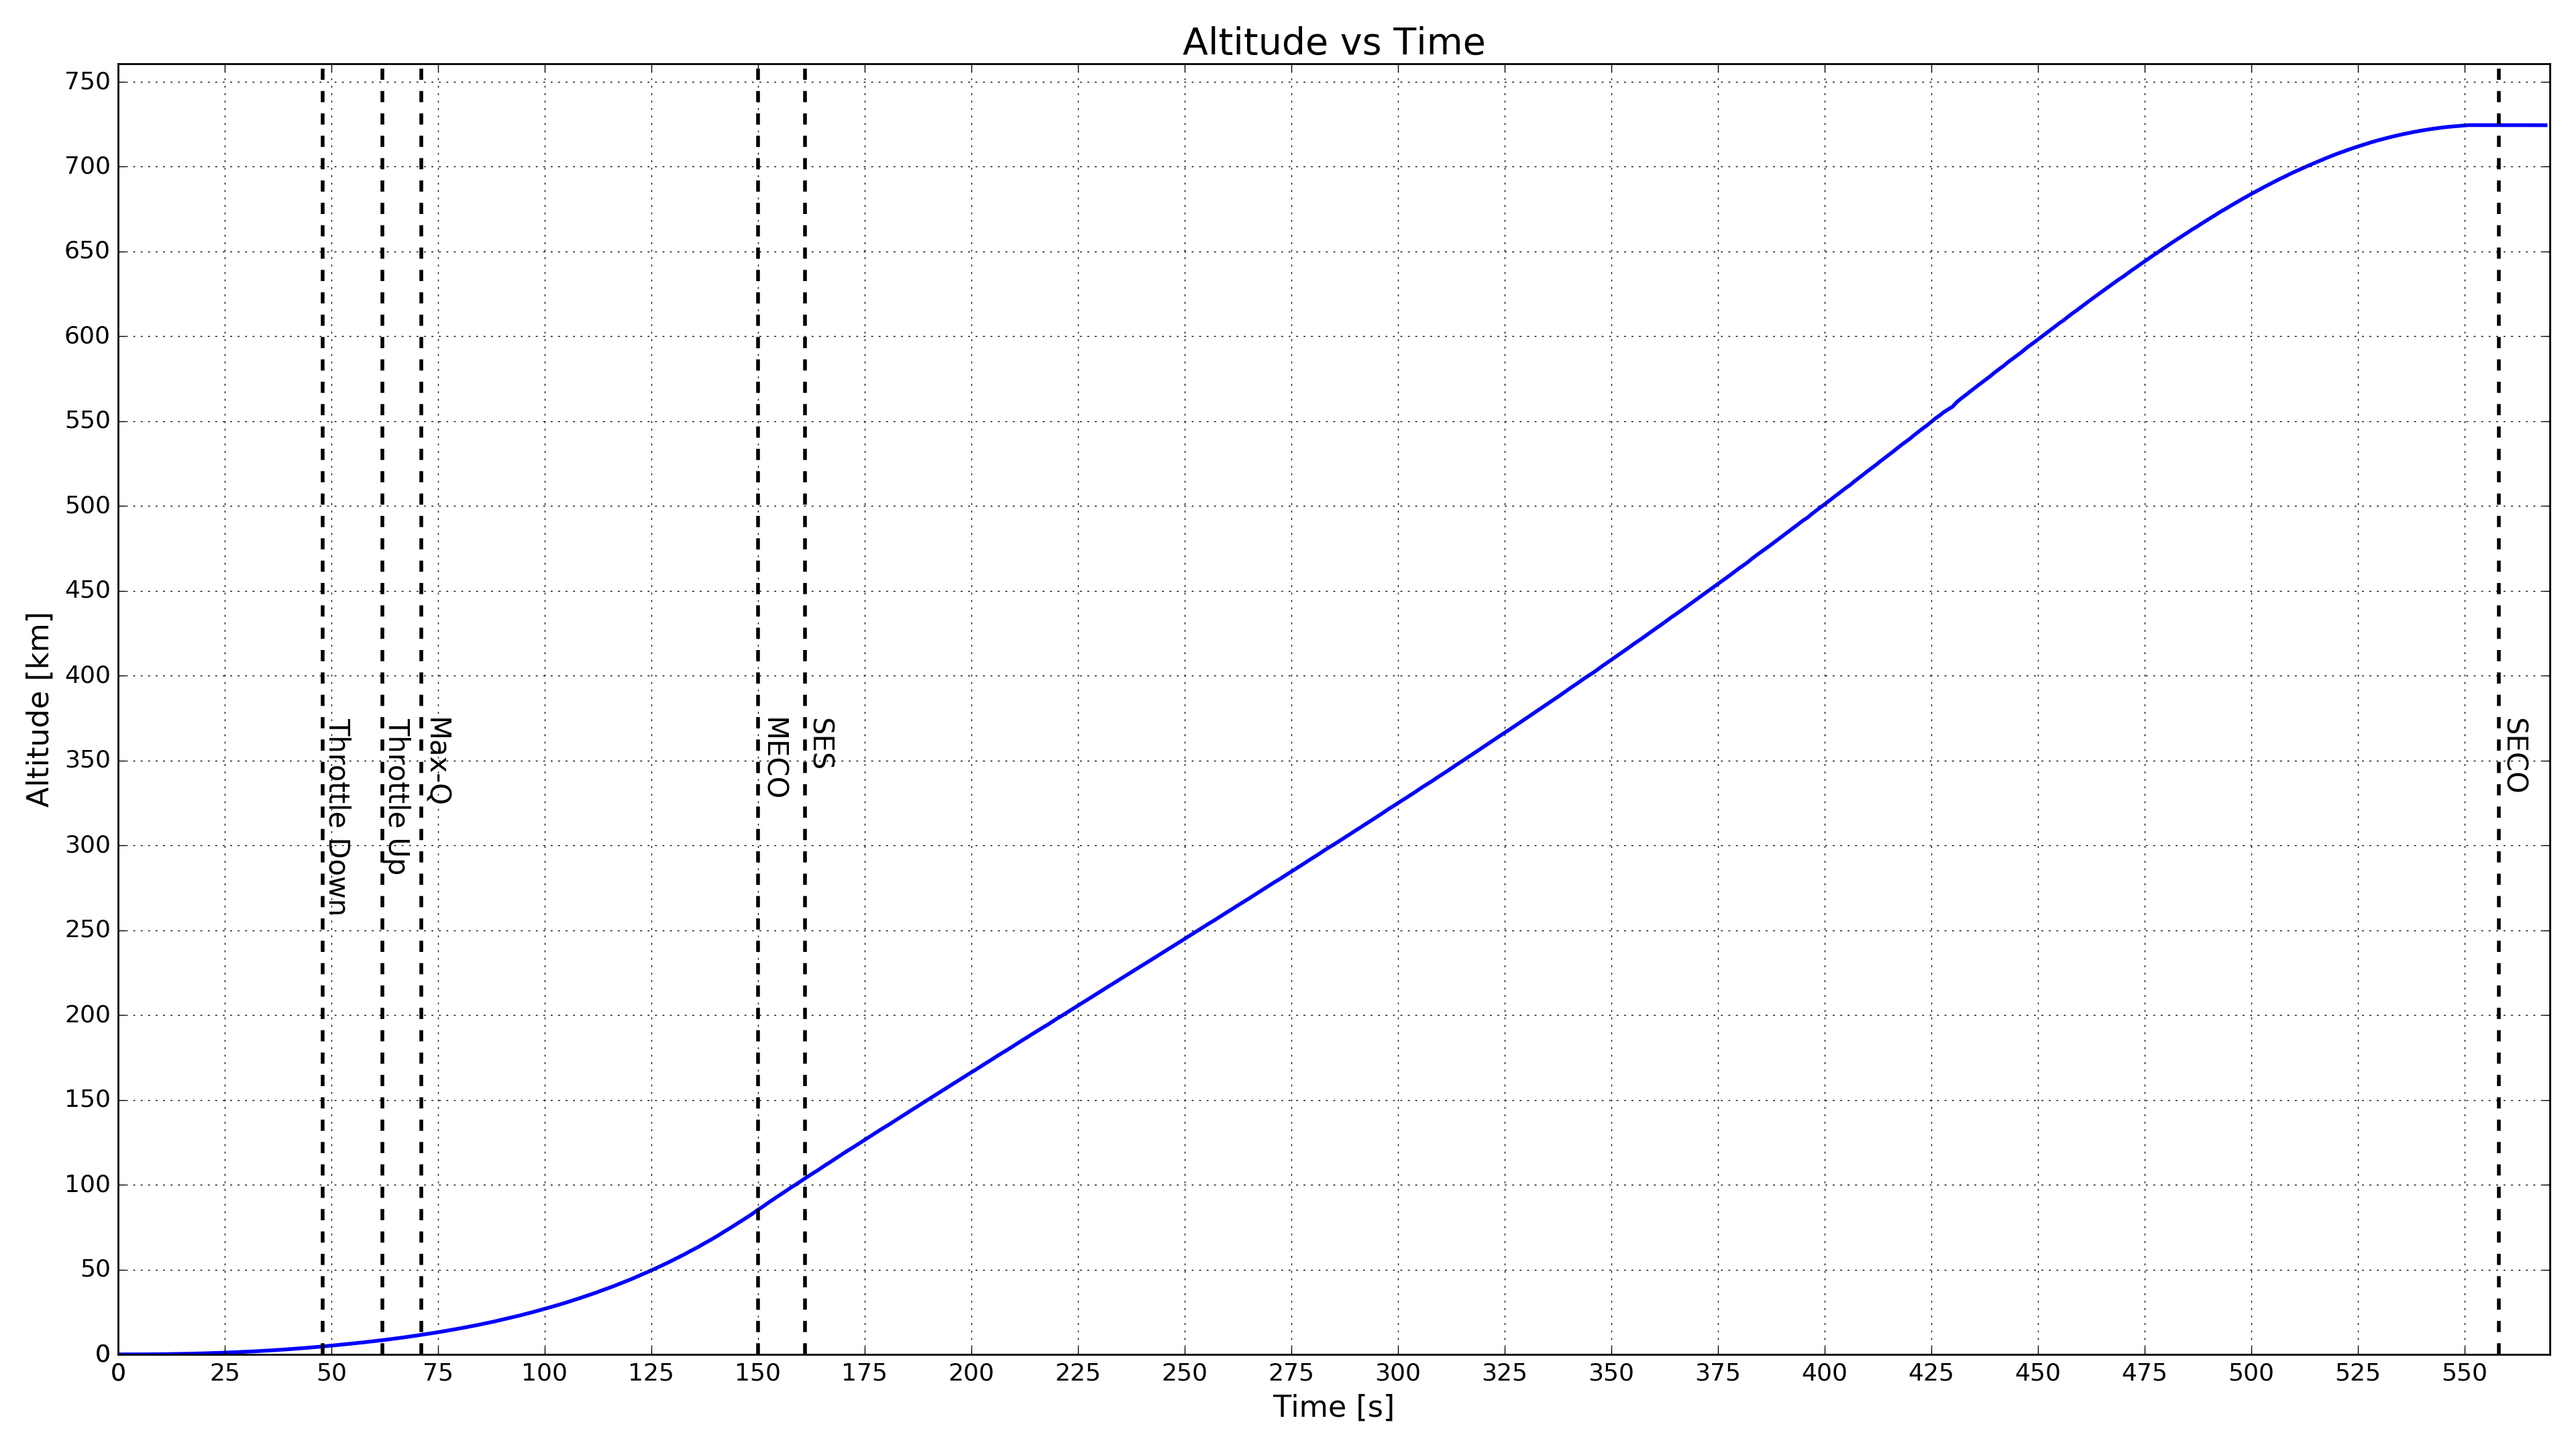 Altitude vs Time
Altitude [km]
750
700
650
600
550
500
450
400
350
300
250
200
150
100
50
0
Throttle Down
Throttle Up
Max-Q
MECO
SES
SECO
0 25 50 75 100 125 150 175 200 225 250 275 300 325 350 375 400 425 450 475 500 525 550
Time [s]